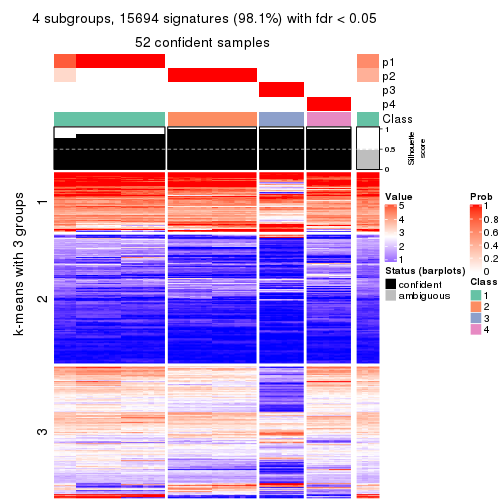 4 subgroups, 15694 signatures (98.1%) with fdr < 0.05
52 confident samples
p1
p2
p3
p4
Class
1
0.5
0
Silhouette
score
k-means with 3 groups
1
2
3
Value
5
4
3
2
1
Status (barplots)
confident
ambiguous
Prob
1
0.8
0.6
0.4
0.2
0
Class
1
2
3
4